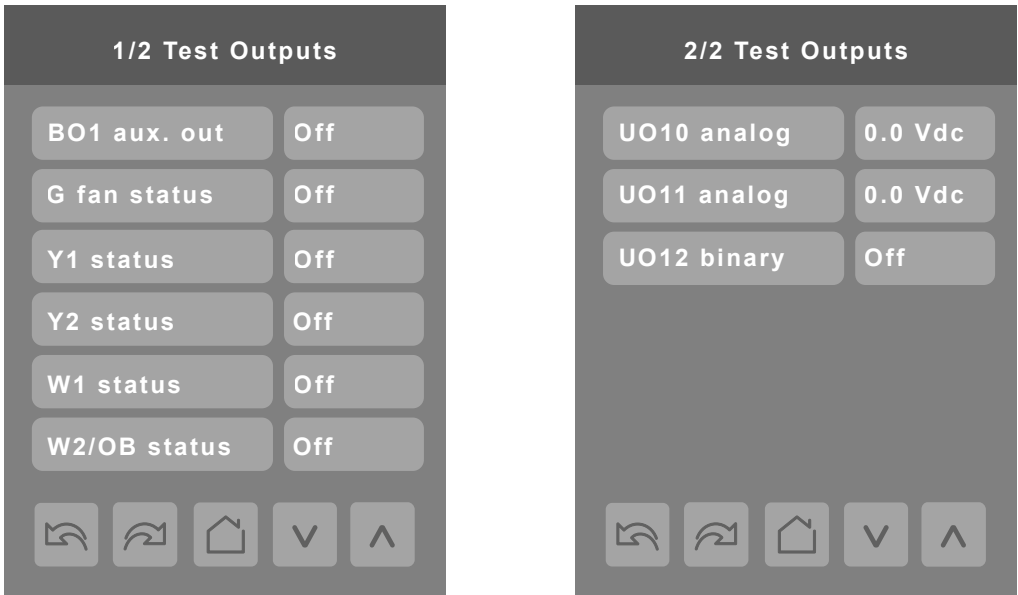 1/2 Test Outputs
BO1 aux. out Off
G fan status Off
Y1 status Off
Y2 status Off
W1 status Off
W2/OB status Off
2/2 Test Outputs
UO10 analog 0.0 Vdc
UO11 analog 0.0 Vdc
UO12 binary Off